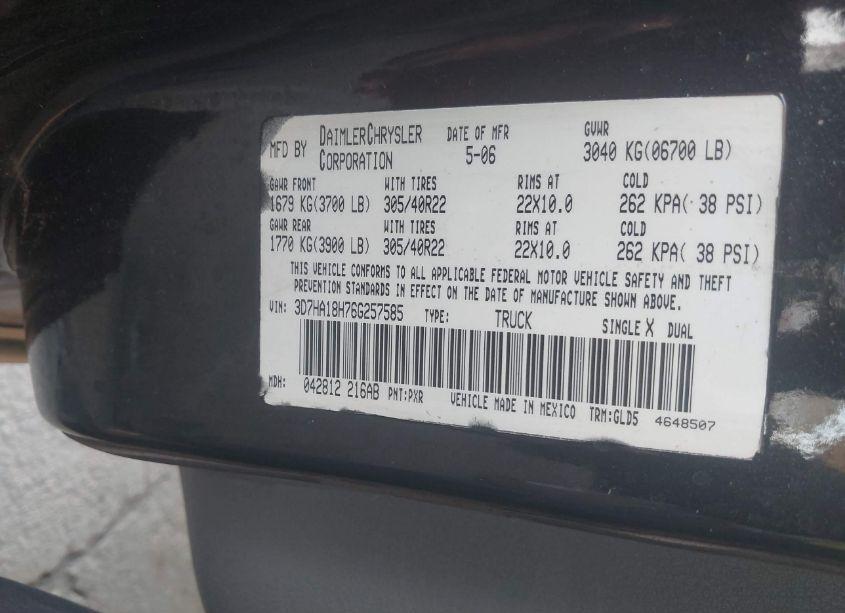 MFD BY DAIMLERCHRYSLER CORPORATION DATE OF MFR 5-06 GVWR 3040 KG(06700 LB)
GAWR FRONT WITH TIRES RIMS AT COLD
1679 KG(3700 LB) 305/40R22 22X10.0 262 KPA( 38 PSI)
GAWR REAR WITH TIRES RIMS AT COLD
1770 KG(3900 LB) 305/40R22 22X10.0 262 KPA( 38 PSI)
THIS VEHICLE CONFORMS TO ALL APPLICABLE FEDERAL MOTOR VEHICLE SAFETY AND THEFT
PREVENTION STANDARDS IN EFFECT ON THE DATE OF MANUFACTURE SHOWN ABOVE.
VIN: 3D7HA18H76G257585 TYPE: TRUCK SINGLE X DUAL
MDH: 042812 216AB PNT:PXR VEHICLE MADE IN MEXICO TRM:GLD5 4648507